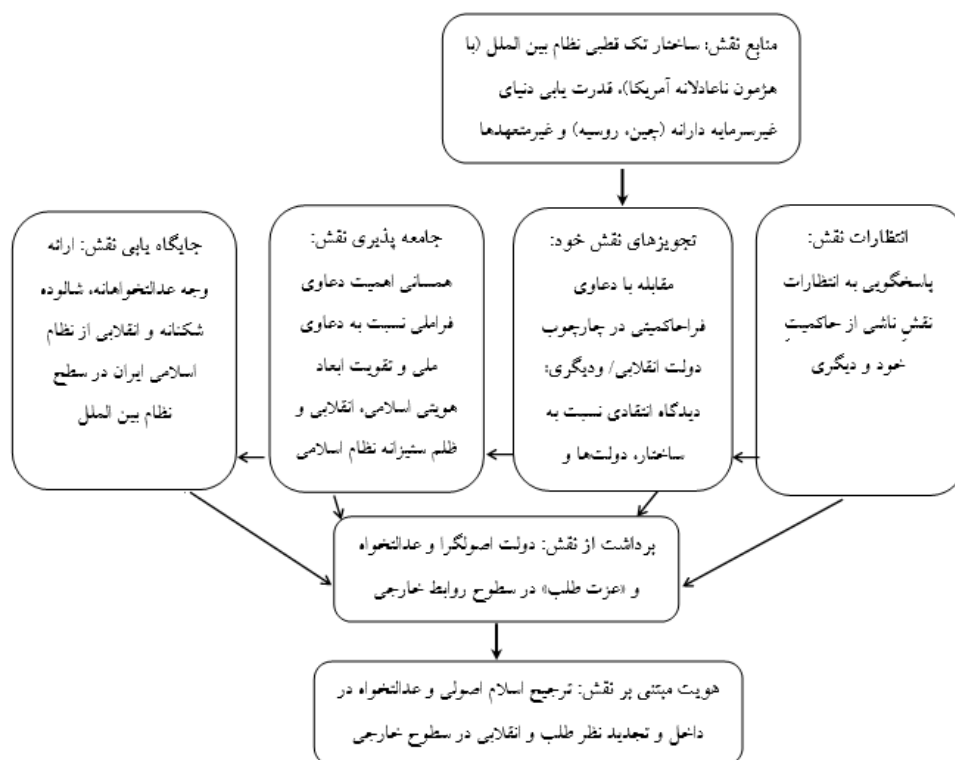 منابع نقش: ساختار تک قطبی نظام بین الملل (با
هژمون ناعادلانه آمریکا)، قدرت یابی دنیای
غیرسرمایه دارانه (چین، روسیه) و غیرمتعهدها
انتظارات نقش:
پاسخگویی به انتظارات
نقشِ ناشی از حاکمیتِ
خود و دیگری
تجویزهای نقش خود:
مقابله با دعاوی
فراحاکمیتی در چارچوب
دولت انقلابی/ ودیگری:
دیدگاه انتقادی نسبت به
ساختار، دولت‌ها و
جامعه پذیری نقش:
همسانی اهمیت دعاوی
فراملی نسبت به دعاوی
ملی و تقویت ابعاد
هویتی اسلامی، انقلابی و
ظلم ستیزانه نظام اسلامی
جایگاه یابی نقش: ارائه
وجه عدالتخواهانه، شالوده
شکنانه و انقلابی از نظام
اسلامی ایران در سطح
نظام بین الملل
برداشت از نقش: دولت اصولگرا و عدالتخواه
و «عزت طلب» در سطوح روابط خارجی
هویت مبتنی بر نقش: ترجیح اسلام اصولی و عدالتخواه در
داخل و تجدید نظر طلب و انقلابی در سطوح خارجی